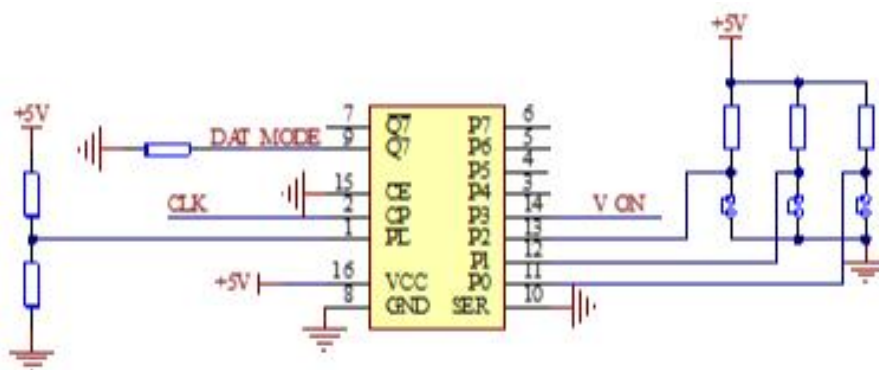 +5V
+5V
7 Q7 P7 6
DAT MODE 9 Q7 P6 5
P5 4
15 CE P4 3
CLK 2 CP P3 14 V ON
1 PL P2 13
P1 12
+5V 16 VCC P0 11
8 GND SER 10